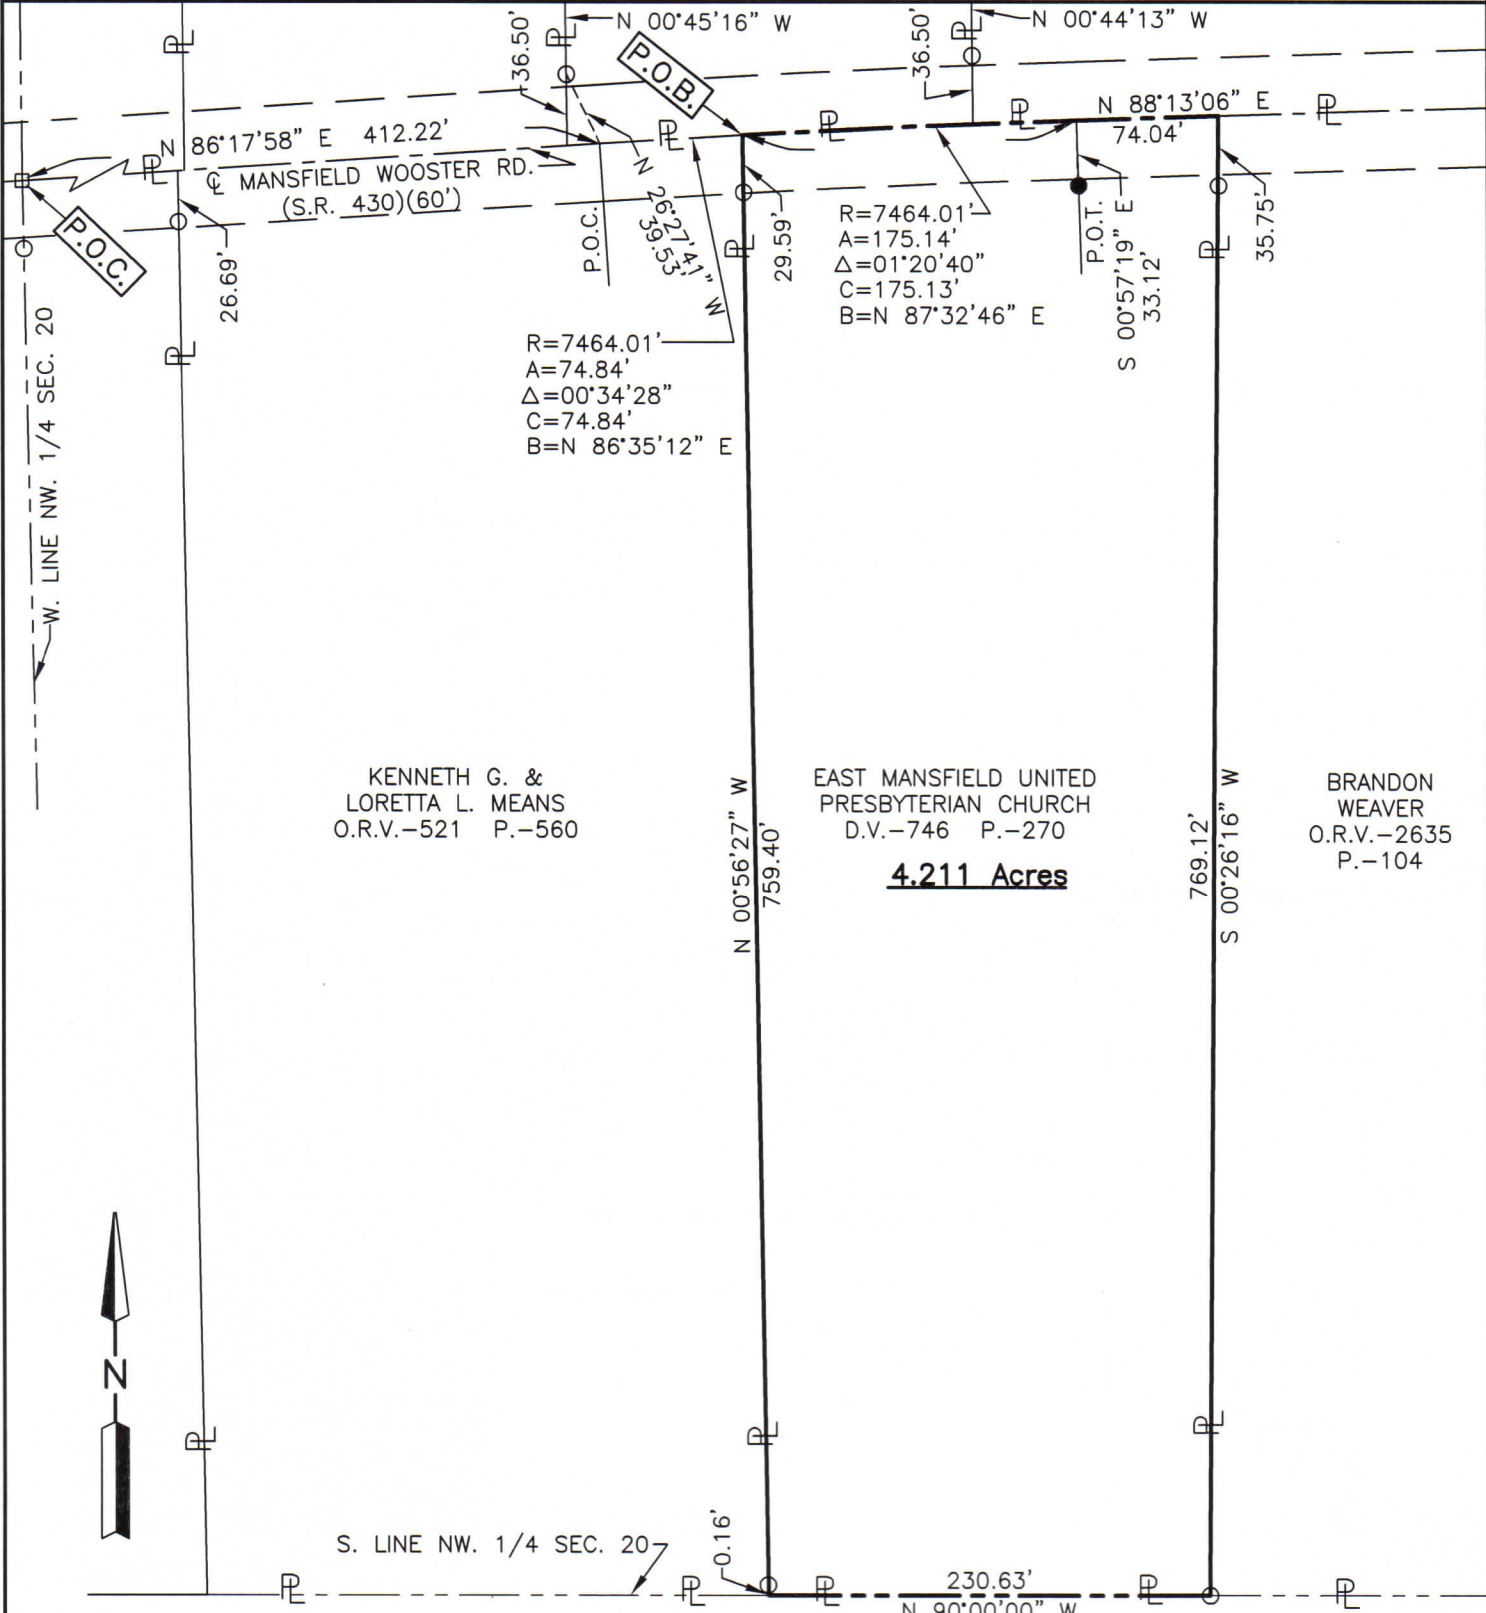 N 00°45'16" W
N 00°44'13" W
36.50'
36.50'
P.O.B.
N 88°13'06" E
74.04'
N 86°17'58" E 412.22'
℄ MANSFIELD WOOSTER RD.
(S.R. 430)(60')
P.O.C.
26.69'
P.O.C.
N 26°27'41" W
39.53'
29.59'
R=7464.01'
A=175.14'
Δ=01°20'40"
C=175.13'
B=N 87°32'46" E
P.O.T.
S 00°57'19" E
33.12'
35.75'
R=7464.01'
A=74.84'
Δ=00°34'28"
C=74.84'
B=N 86°35'12" E
W. LINE NW. 1/4 SEC. 20
KENNETH G. &
LORETTA L. MEANS
O.R.V.-521 P.-560
N 00°56'27" W
759.40'
EAST MANSFIELD UNITED
PRESBYTERIAN CHURCH
D.V.-746 P.-270
4.211 Acres
769.12'
S 00°26'16" W
BRANDON
WEAVER
O.R.V.-2635
P.-104
N
S. LINE NW. 1/4 SEC. 20
0.16'
230.63'
N 90°00'00" W